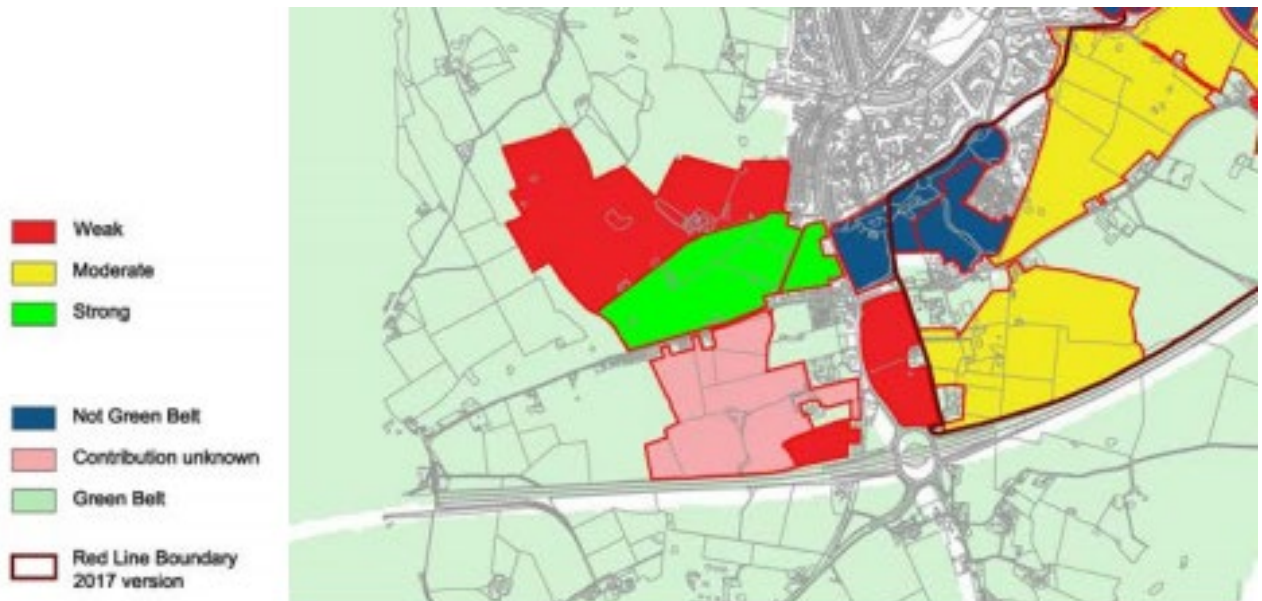 Weak
Moderate
Strong
Not Green Belt
Contribution unknown
Green Belt
Red Line Boundary
2017 version